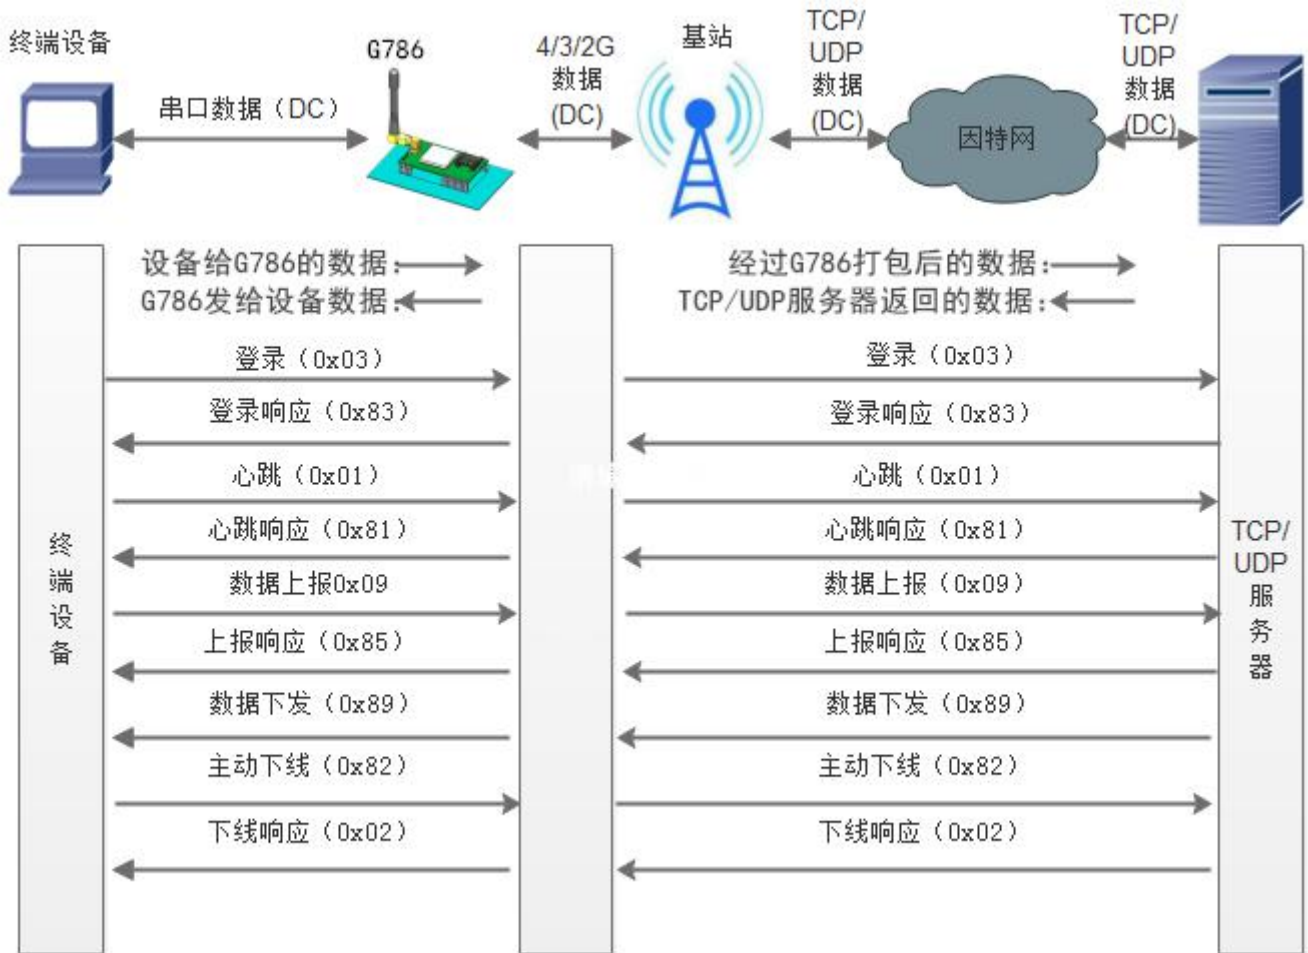 终端设备
G786
4/3/2G
数据
(DC)
基站
TCP/
UDP
数据
(DC)
TCP/
UDP
数据
(DC)
串口数据（DC）
因特网
设备给G786的数据:
G786发给设备数据:
经过G786打包后的数据:
TCP/UDP服务器返回的数据:
登录（0x03）
登录（0x03）
登录响应（0x83）
登录响应（0x83）
心跳（0x01）
心跳（0x01）
心跳响应（0x81）
心跳响应（0x81）
数据上报0x09
数据上报（0x09）
上报响应（0x85）
上报响应（0x85）
数据下发（0x89）
数据下发（0x89）
主动下线（0x82）
主动下线（0x82）
下线响应（0x02）
下线响应（0x02）
终
端
设
备
TCP/
UDP
服
务
器